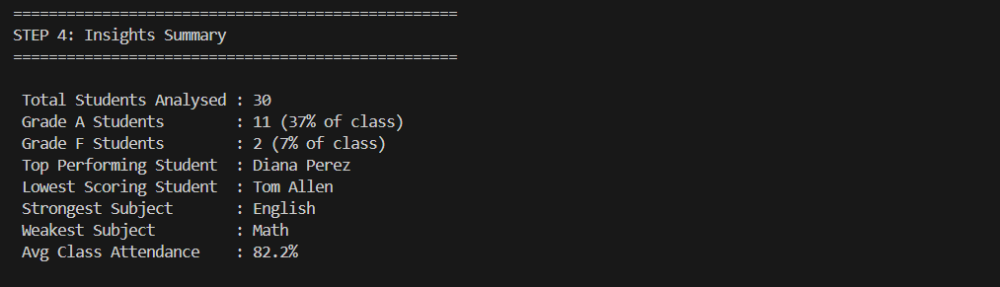 ==================================================
STEP 4: Insights Summary
==================================================
Total Students Analysed : 30
Grade A Students        : 11 (37% of class)
Grade F Students        : 2 (7% of class)
Top Performing Student  : Diana Perez
Lowest Scoring Student  : Tom Allen
Strongest Subject       : English
Weakest Subject         : Math
Avg Class Attendance    : 82.2%